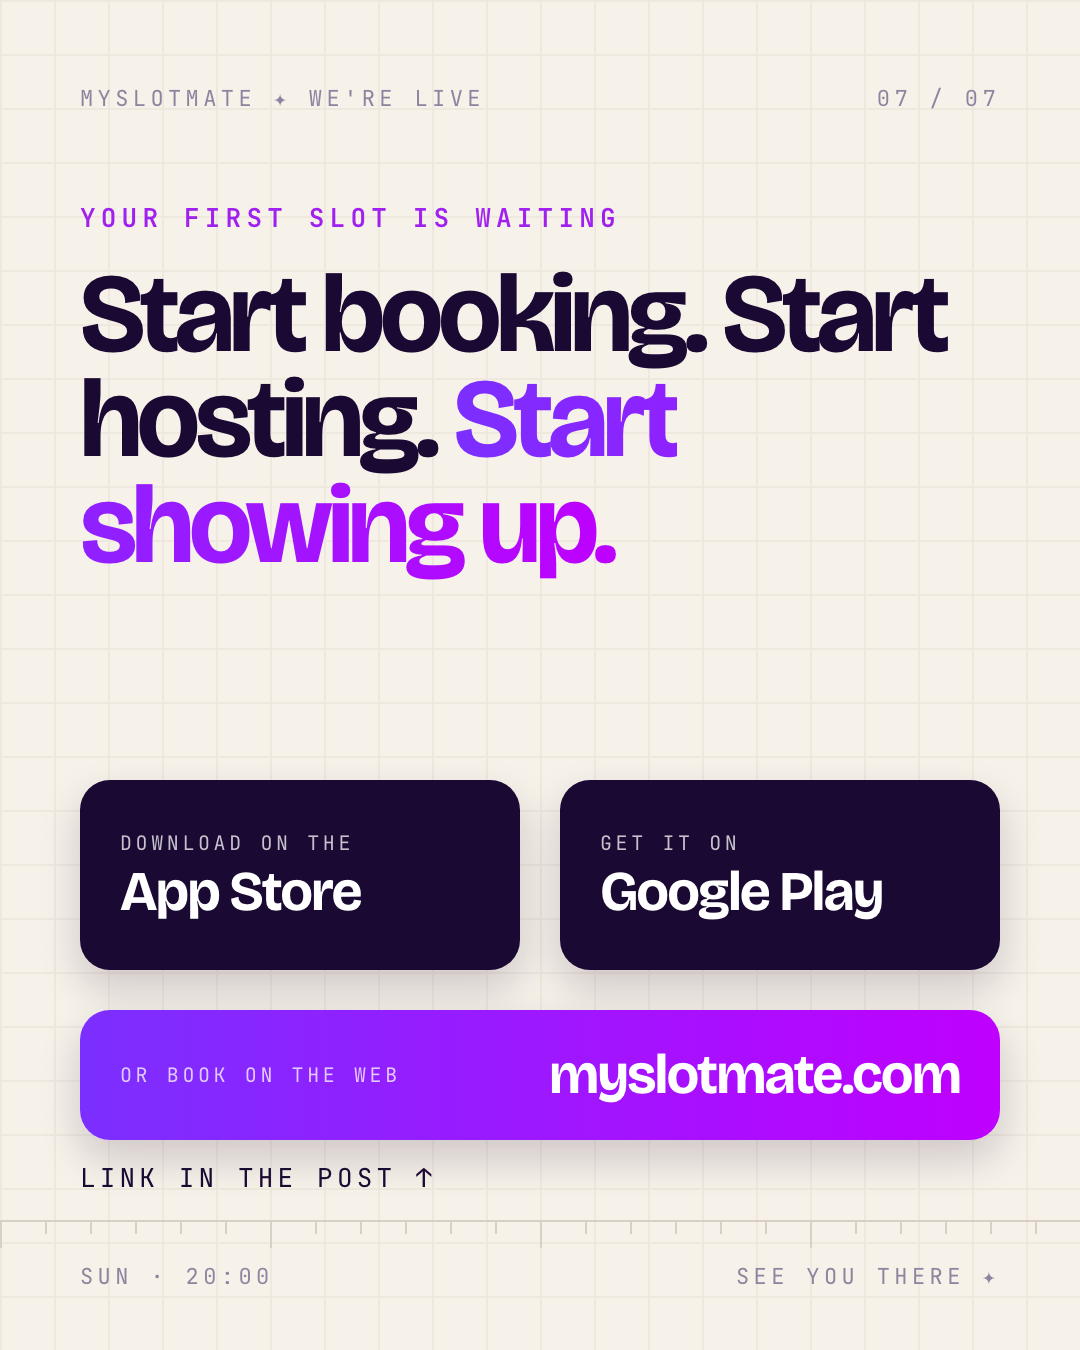 MYSLOTMATE ✦ WE'RE LIVE
07 / 07
YOUR FIRST SLOT IS WAITING
Start booking. Start
hosting. Start
showing up.
DOWNLOAD ON THE
App Store
GET IT ON
Google Play
OR BOOK ON THE WEB
myslotmate.com
LINK IN THE POST ↑
SUN · 20:00
SEE YOU THERE ✦